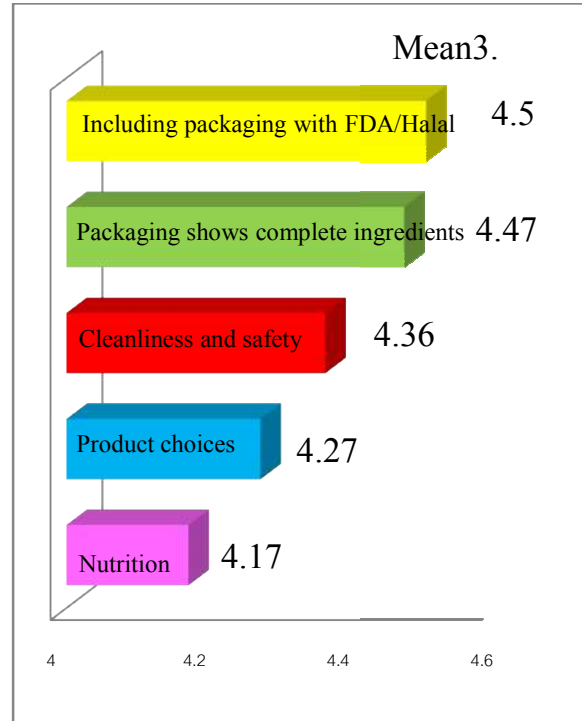 Mean3.
Including packaging with FDA/Halal 4.5
Packaging shows complete ingredients 4.47
Cleanliness and safety 4.36
Product choices 4.27
Nutrition 4.17
4 4.2 4.4 4.6